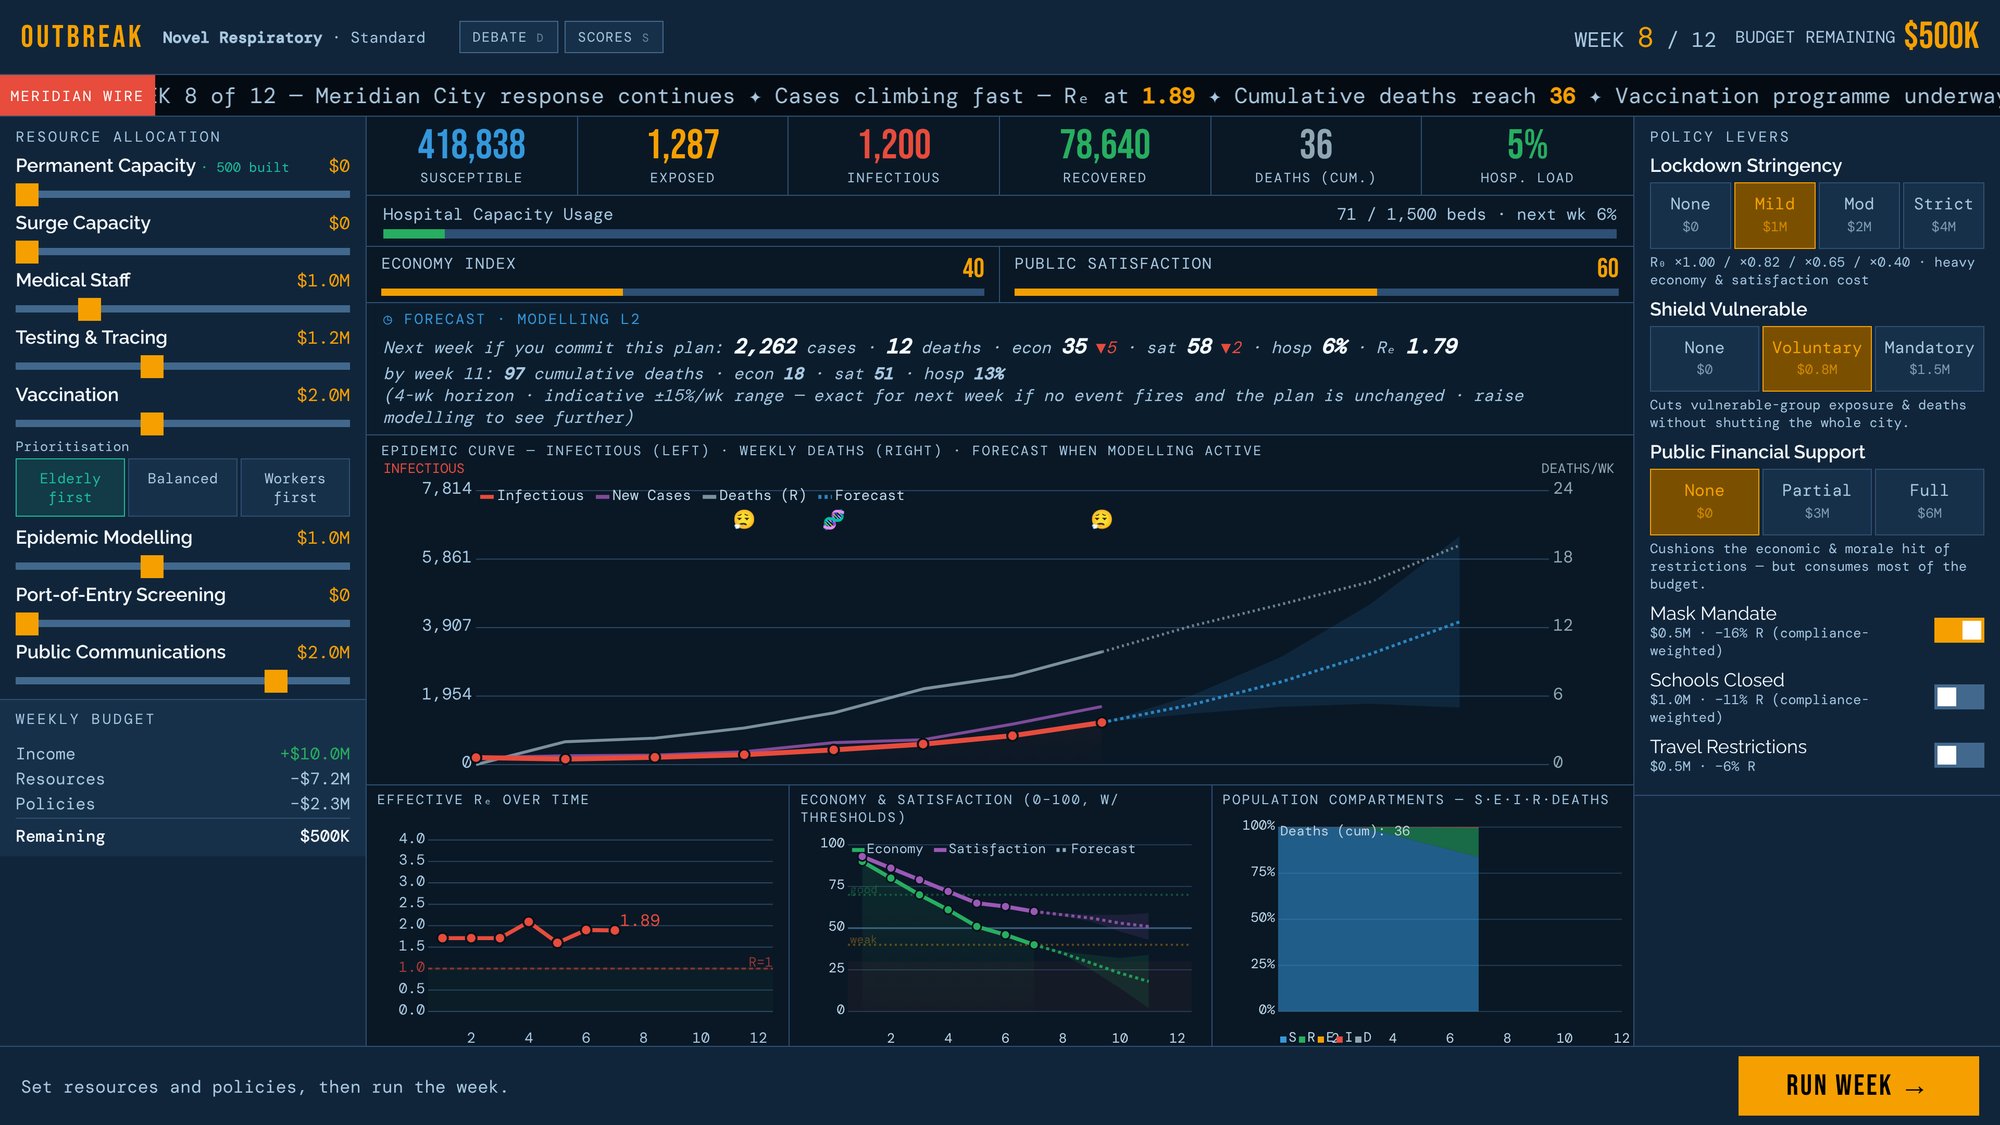 OUTBREAK Novel Respiratory · Standard DEBATE D SCORES S WEEK 8 / 12 BUDGET REMAINING $500K
MERIDIAN WIRE K 8 of 12 — Meridian City response continues ✦ Cases climbing fast — Rₑ at 1.89 ✦ Cumulative deaths reach 36 ✦ Vaccination programme underway
RESOURCE ALLOCATION
Permanent Capacity · 500 built $0
Surge Capacity $0
Medical Staff $1.0M
Testing & Tracing $1.2M
Vaccination $2.0M
Prioritisation
Elderly first
Balanced
Workers first
Epidemic Modelling $1.0M
Port-of-Entry Screening $0
Public Communications $2.0M
WEEKLY BUDGET
Income +$10.0M
Resources −$7.2M
Policies −$2.3M
Remaining $500K
418,838 SUSCEPTIBLE
1,287 EXPOSED
1,200 INFECTIOUS
78,640 RECOVERED
36 DEATHS (CUM.)
5% HOSP. LOAD
Hospital Capacity Usage 71 / 1,500 beds · next wk 6%
ECONOMY INDEX 40
PUBLIC SATISFACTION 60
◷ FORECAST · MODELLING L2
Next week if you commit this plan: 2,262 cases · 12 deaths · econ 35 ▼5 · sat 58 ▼2 · hosp 6% · Rₑ 1.79
by week 11: 97 cumulative deaths · econ 18 · sat 51 · hosp 13%
(4-wk horizon · indicative ±15%/wk range — exact for next week if no event fires and the plan is unchanged · raise
modelling to see further)
EPIDEMIC CURVE — INFECTIOUS (LEFT) · WEEKLY DEATHS (RIGHT) · FORECAST WHEN MODELLING ACTIVE
INFECTIOUS DEATHS/WK
Infectious New Cases Deaths (R) Forecast
7,814 24
5,861 18
3,907 12
1,954 6
0 0
EFFECTIVE Rₑ OVER TIME
4.0
3.5
3.0
2.5
2.0
1.89
1.5
1.0 R=1
0.5
0.0
2 4 6 8 10 12
ECONOMY & SATISFACTION (0–100, W/
THRESHOLDS)
Economy Satisfaction Forecast
100
75
good
50
weak
25
0
2 4 6 8 10 12
POPULATION COMPARTMENTS — S·E·I·R·DEATHS
Deaths (cum): 36
100%
75%
50%
25%
0%
S R E I D
2 4 6 8 10 12
POLICY LEVERS
Lockdown Stringency
None $0
Mild $1M
Mod $2M
Strict $4M
R₀ ×1.00 / ×0.82 / ×0.65 / ×0.40 · heavy
economy & satisfaction cost
Shield Vulnerable
None $0
Voluntary $0.8M
Mandatory $1.5M
Cuts vulnerable-group exposure & deaths
without shutting the whole city.
Public Financial Support
None $0
Partial $3M
Full $6M
Cushions the economic & morale hit of
restrictions — but consumes most of the
budget.
Mask Mandate
$0.5M · −16% R (compliance-
weighted)
Schools Closed
$1.0M · −11% R (compliance-
weighted)
Travel Restrictions
$0.5M · −6% R
Set resources and policies, then run the week.
RUN WEEK →